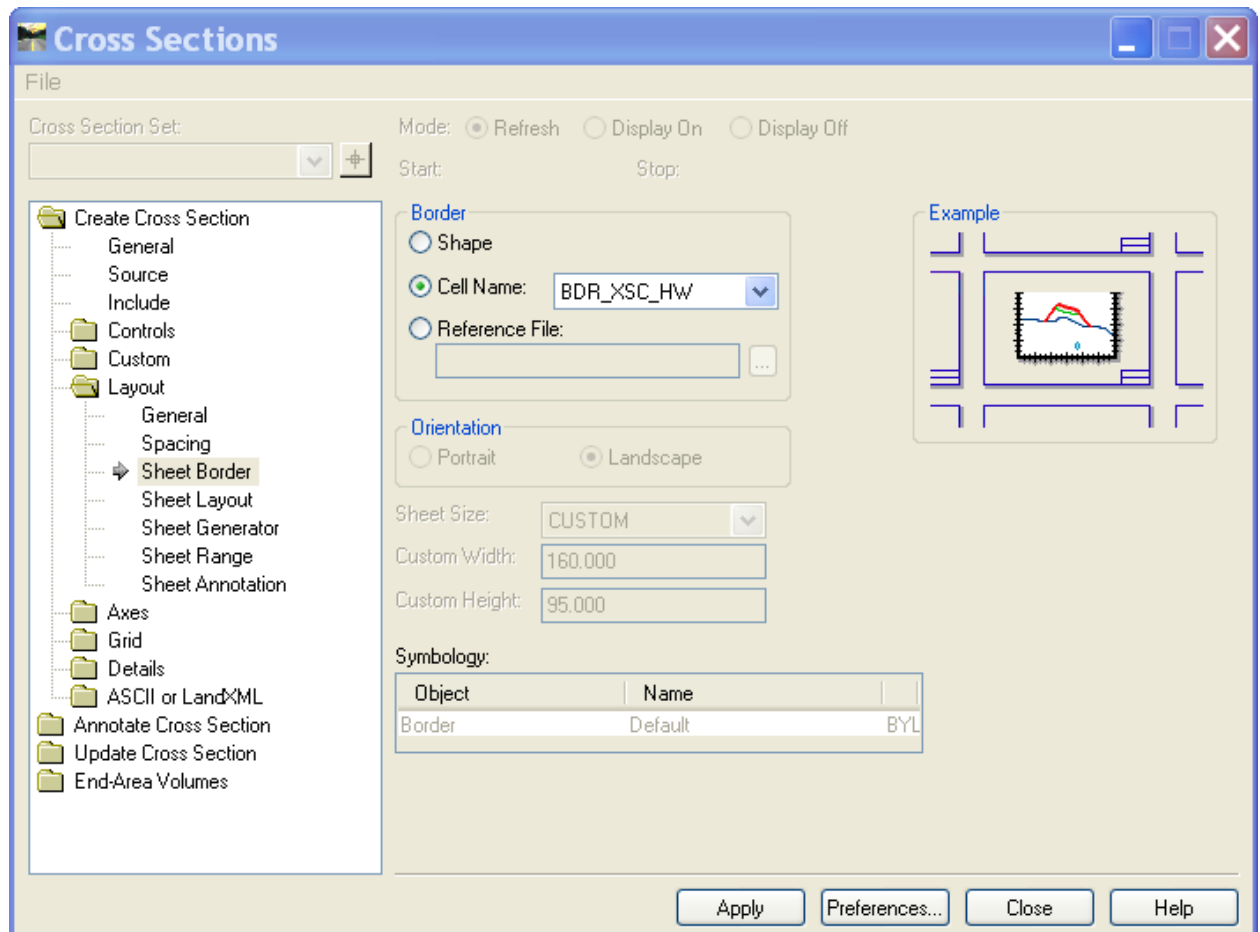 Cross Sections
File
Cross Section Set:
Mode: Refresh Display On Display Off
Start: Stop:
Create Cross Section
General
Source
Include
Controls
Custom
Layout
General
Spacing
Sheet Border
Sheet Layout
Sheet Generator
Sheet Range
Sheet Annotation
Axes
Grid
Details
ASCII or LandXML
Annotate Cross Section
Update Cross Section
End-Area Volumes
Border
Shape
Cell Name: BDR_XSC_HW
Reference File:
...
Orientation
Portrait Landscape
Sheet Size: CUSTOM
Custom Width: 160.000
Custom Height: 95.000
Symbology:
Object Name
Border Default BYL
Example
0
Apply Preferences... Close Help